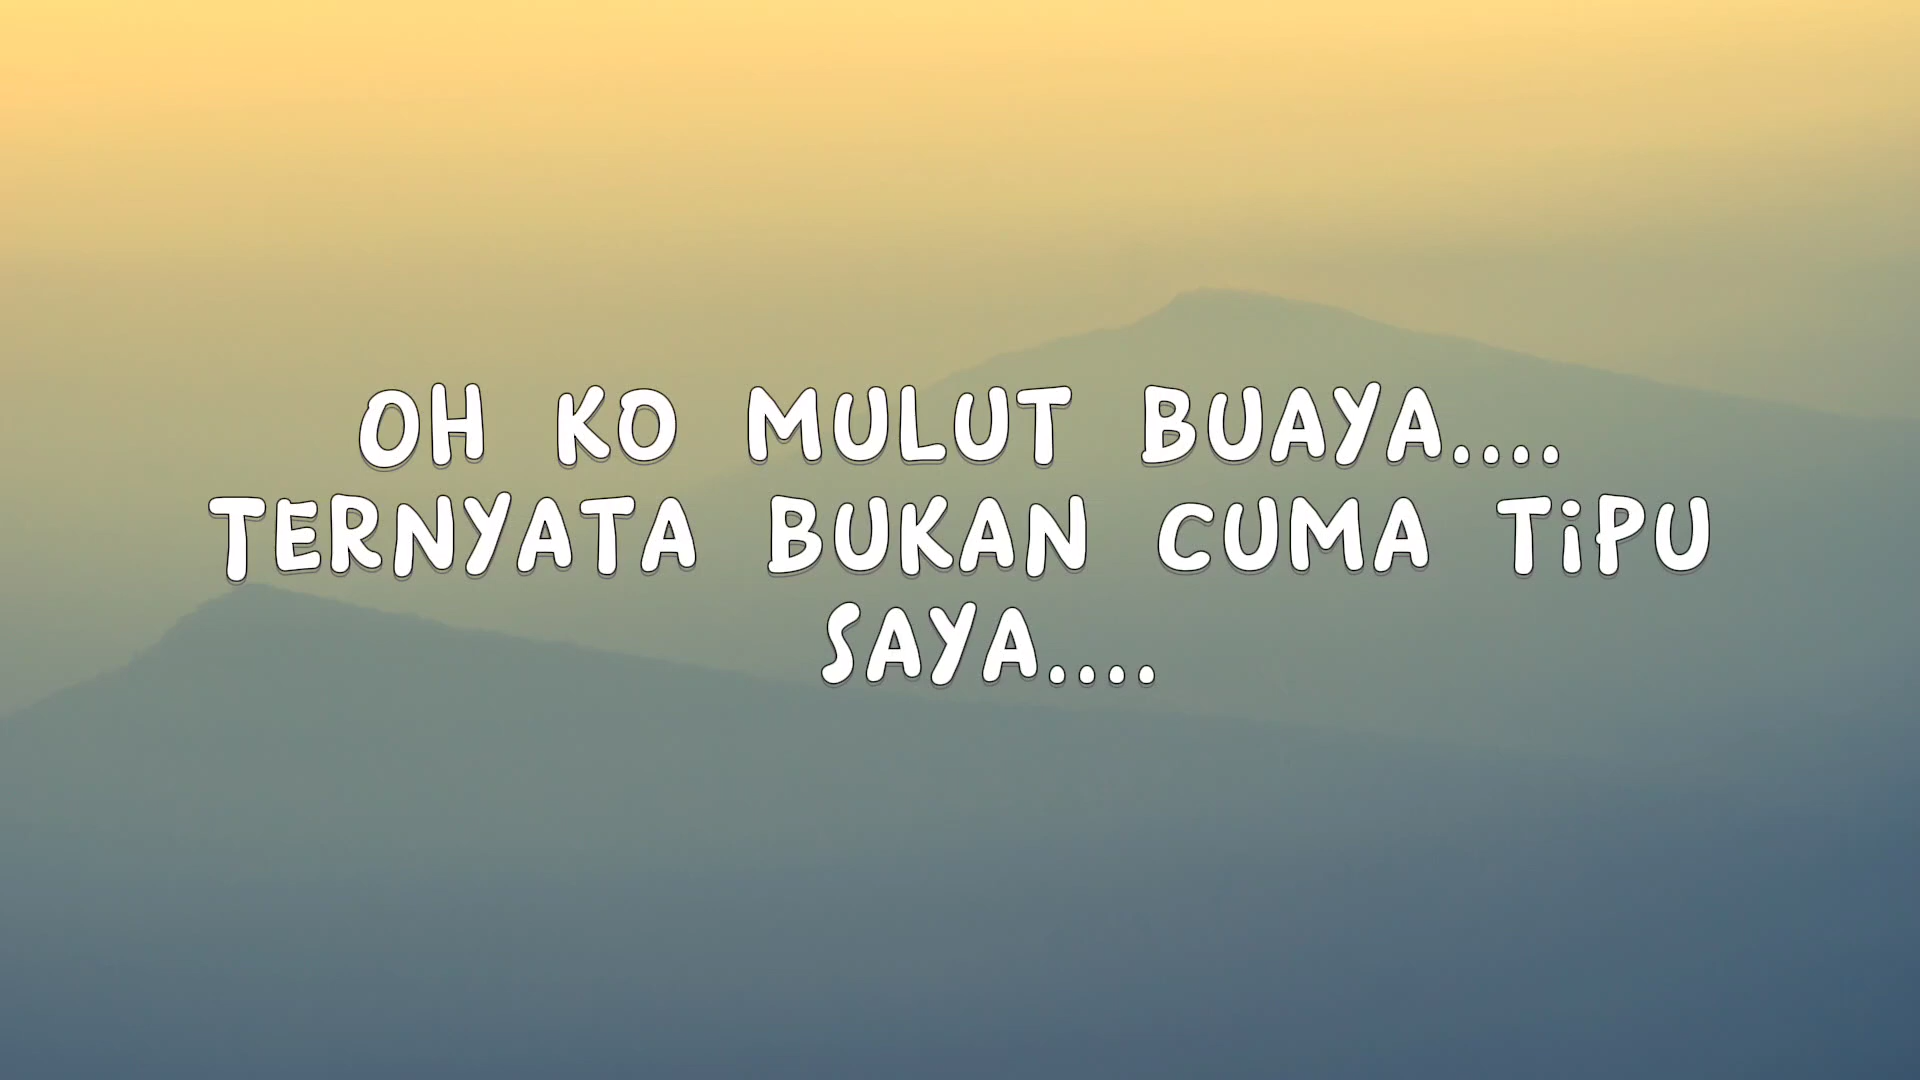 OH KO MULUT BUAYA....
TERNYATA BUKAN CUMA TiPU
SAYA....